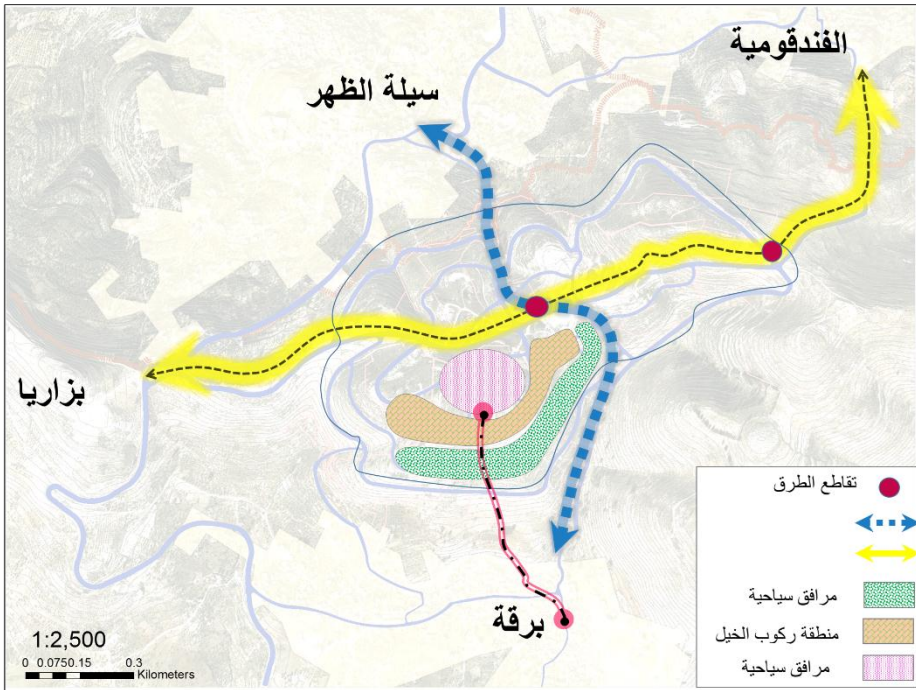 الفندقومية
سيلة الظهر
بزاريا
برقة
تقاطع الطرق
مرافق سياحية
منطقة ركوب الخيل
مرافق سياحية
1:2,500
0 0.0750.15 0.3
Kilometers